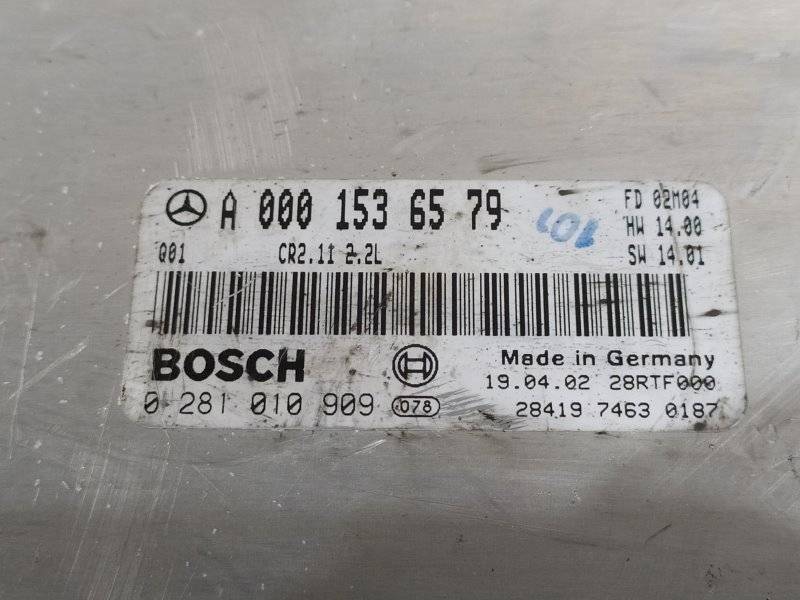 A 000 153 65 79
FD 02M04
HW 14.00
SW 14.01
Q01 CR2.11 2.2L
BOSCH
Made in Germany
19.04.02 28RTF000
0 281 010 909 078
28419 7463 0187